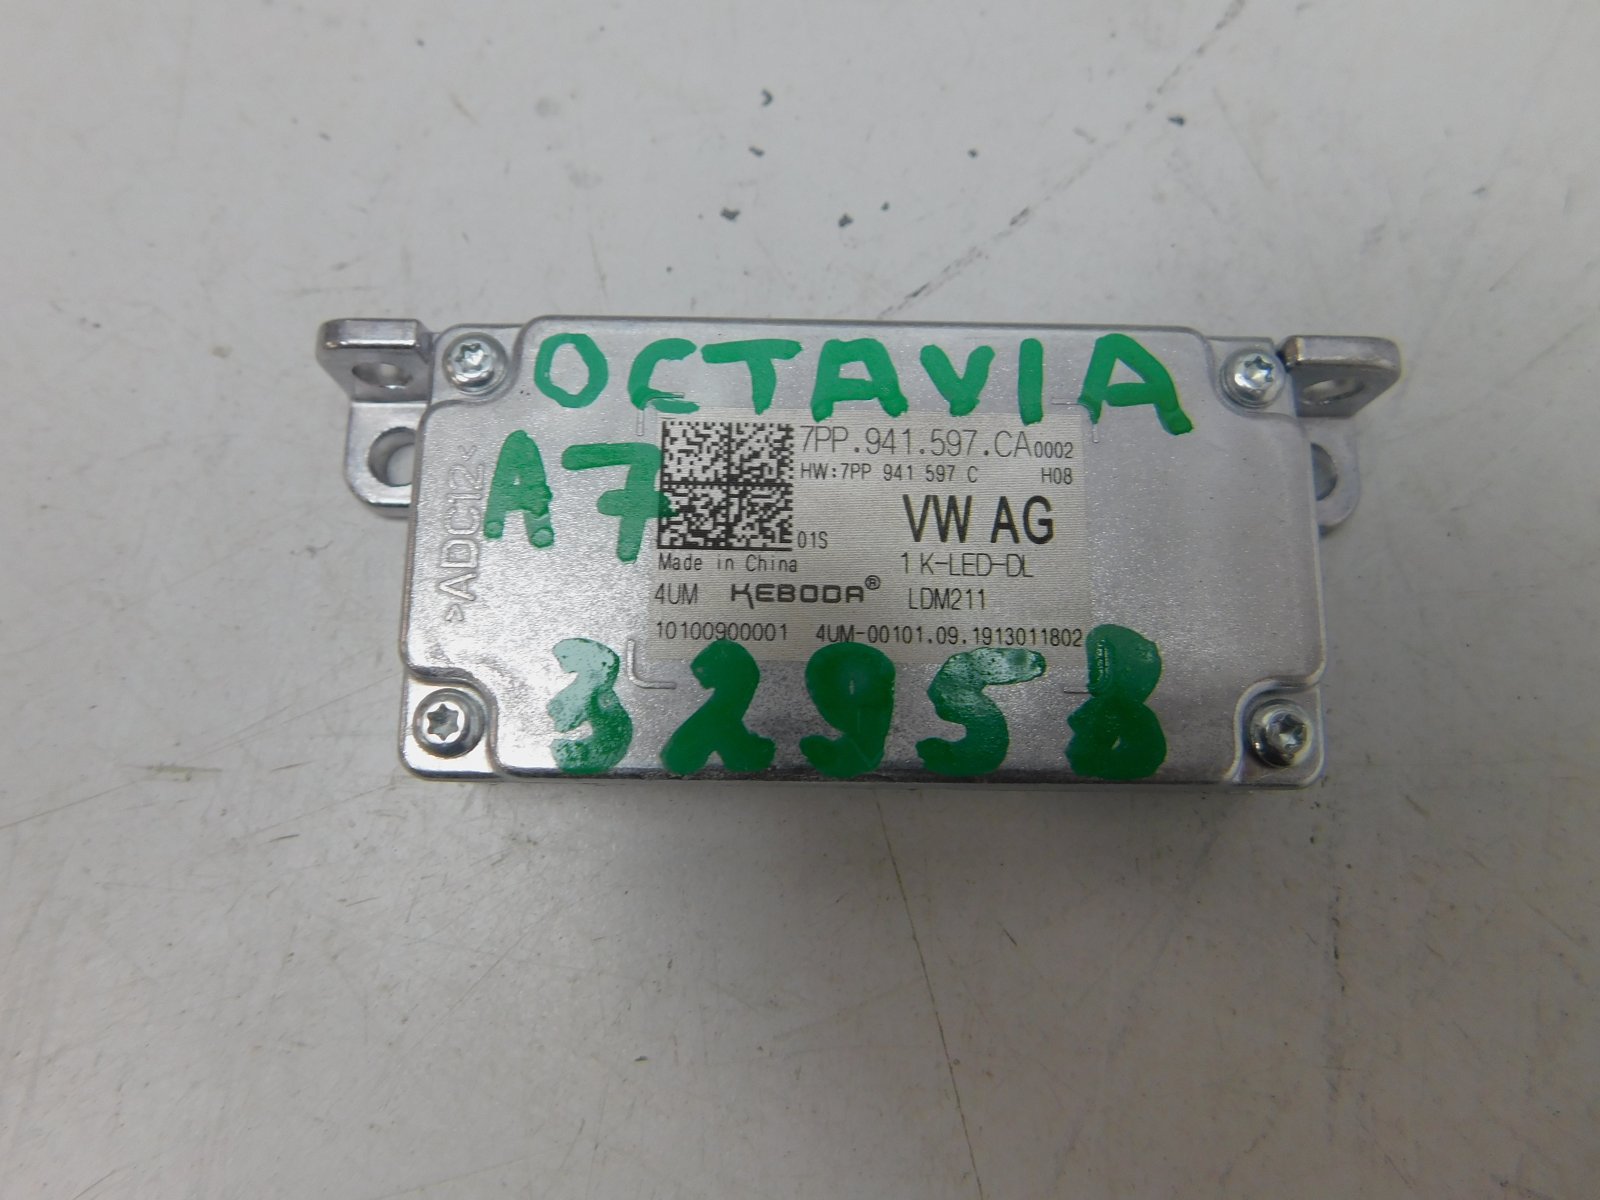 OCTAVIA
A7
7PP.941.597.CA0002
HW:7PP 941 597 C H08
VW AG
01S
Made in China 1K-LED-DL
4UM KEBODA® LDM211
10100900001 4UM-00101.09.1913011802
>ADC12<
32958